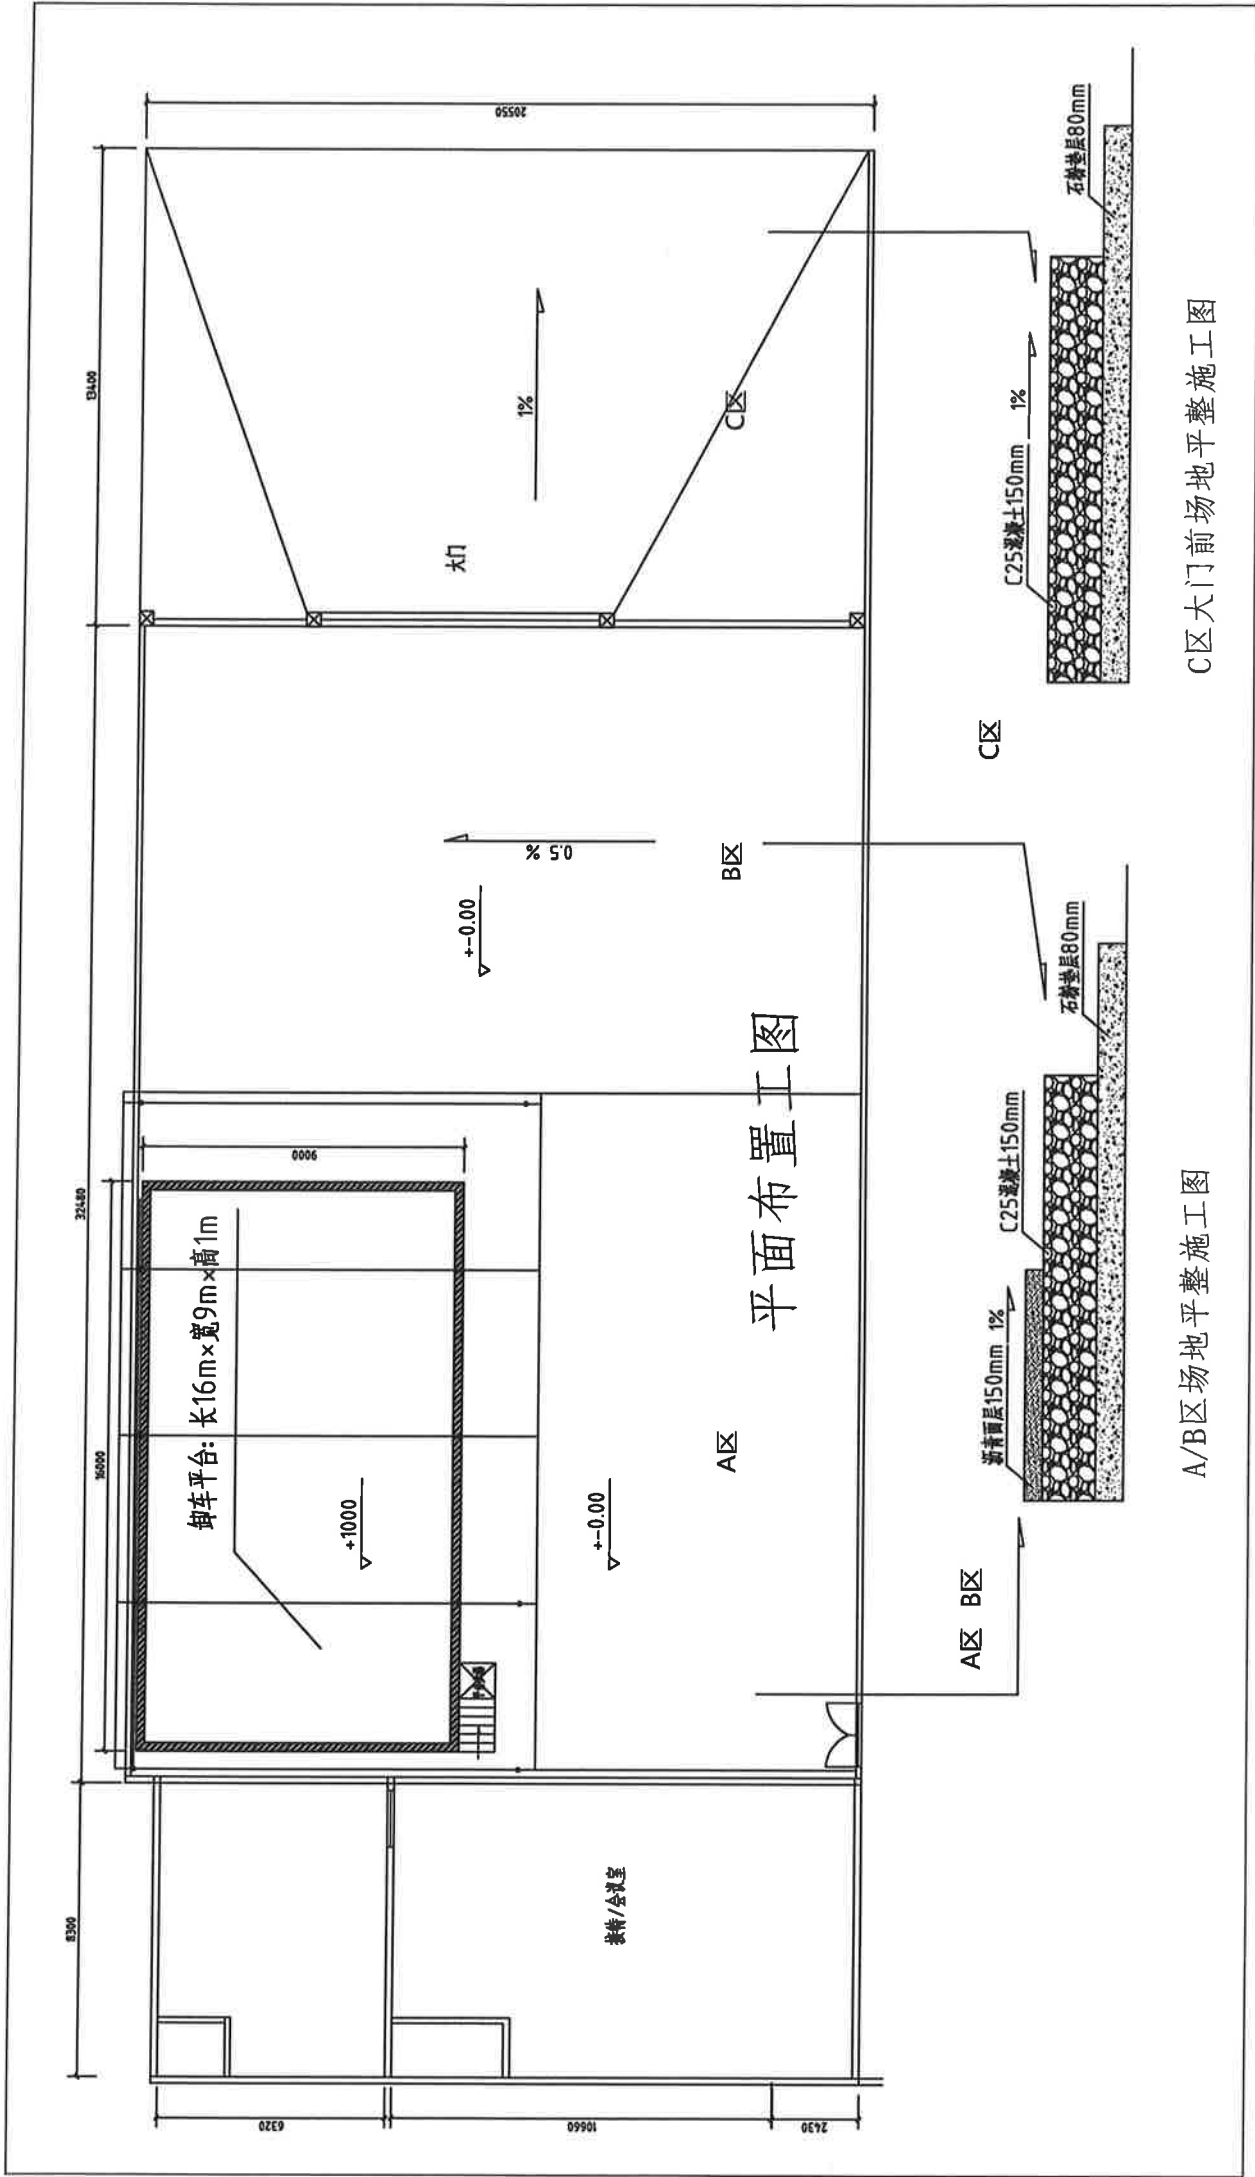 8300
32480
13400
16000
卸车平台：长16m×宽9m×高1m
+1000
9000
20550
6320
10660
2430
接待/会议室
+-0.00
+-0.00
0.5 %
大门
1%
A区
B区
C区
平面布置工图
A区 B区
沥青面层150mm 1%
C25混凝土150mm
石粉垫层80mm
A/B区场地平整施工图
C区
C25混凝土150mm 1%
石粉垫层80mm
C区大门前场地平整施工图